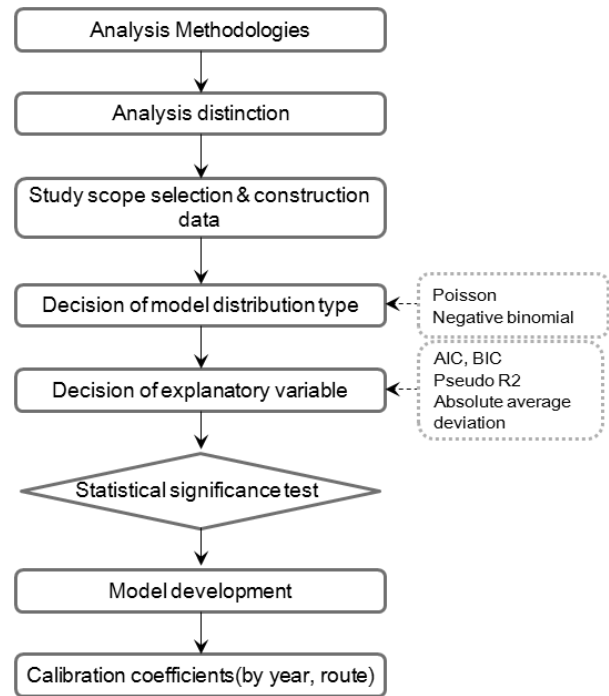 Analysis Methodologies
Analysis distinction
Study scope selection & construction
data
Decision of model distribution type
Poisson
Negative binomial
Decision of explanatory variable
AIC, BIC
Pseudo R2
Absolute average
deviation
Statistical significance test
Model development
Calibration coefficients(by year, route)